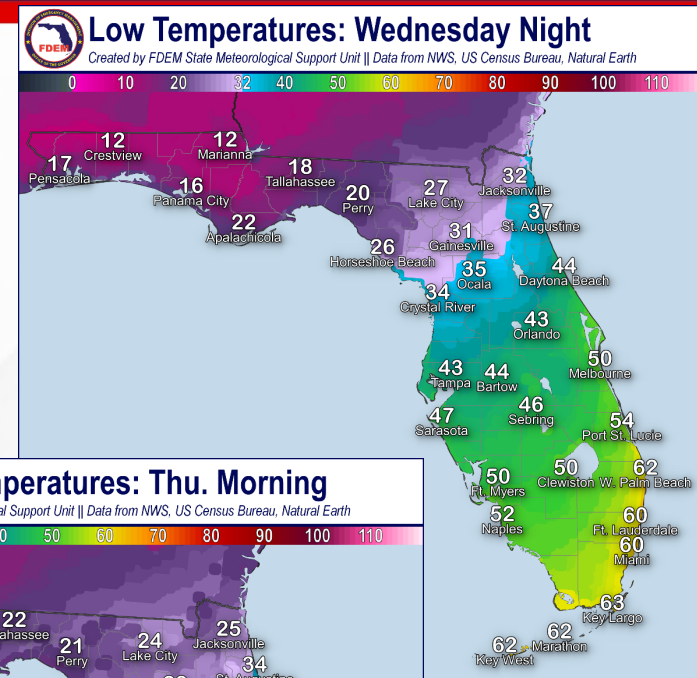 Low Temperatures: Wednesday Night
Created by FDEM State Meteorological Support Unit || Data from NWS, US Census Bureau, Natural Earth
FDEM
0 10 20 32 40 50 60 70 80 90 100 110
12
Crestview
12
Marianna
17
Pensacola
16
Panama City
18
Tallahassee
20
Perry
22
Apalachicola
27
Lake City
32
Jacksonville
37
St. Augustine
31
Gainesville
26
Horseshoe Beach
35
Ocala
44
Daytona Beach
34
Crystal River
43
Orlando
50
Melbourne
43
Tampa
44
Bartow
46
Sebring
47
Sarasota
54
Port St. Lucie
50
Ft. Myers
50
Clewiston
62
W. Palm Beach
52
Naples
60
Ft. Lauderdale
60
Miami
63
Key Largo
62
Marathon
62
Key West
peratures: Thu. Morning
al Support Unit || Data from NWS, US Census Bureau, Natural Earth
0 50 60 70 80 90 100 110
22
ahassee
21
Perry
24
Lake City
25
Jacksonville
34